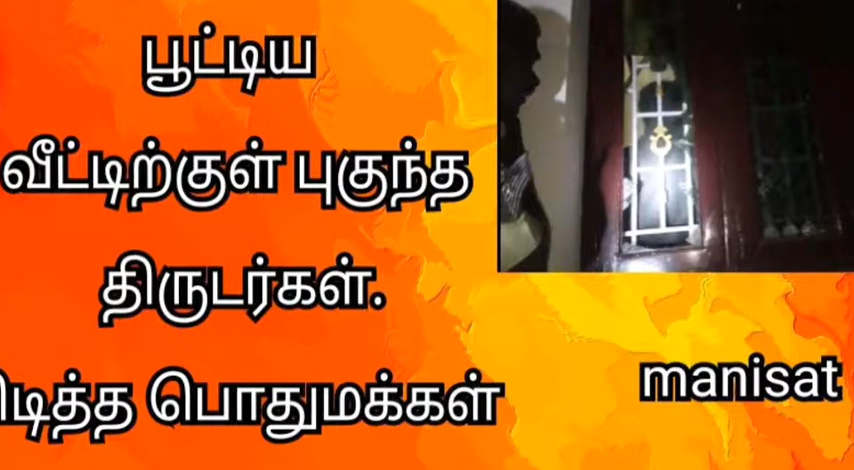 பூட்டிய
வீட்டிற்குள் புகுந்த
திருடர்கள்.
பொதுமக்கள்
manisat